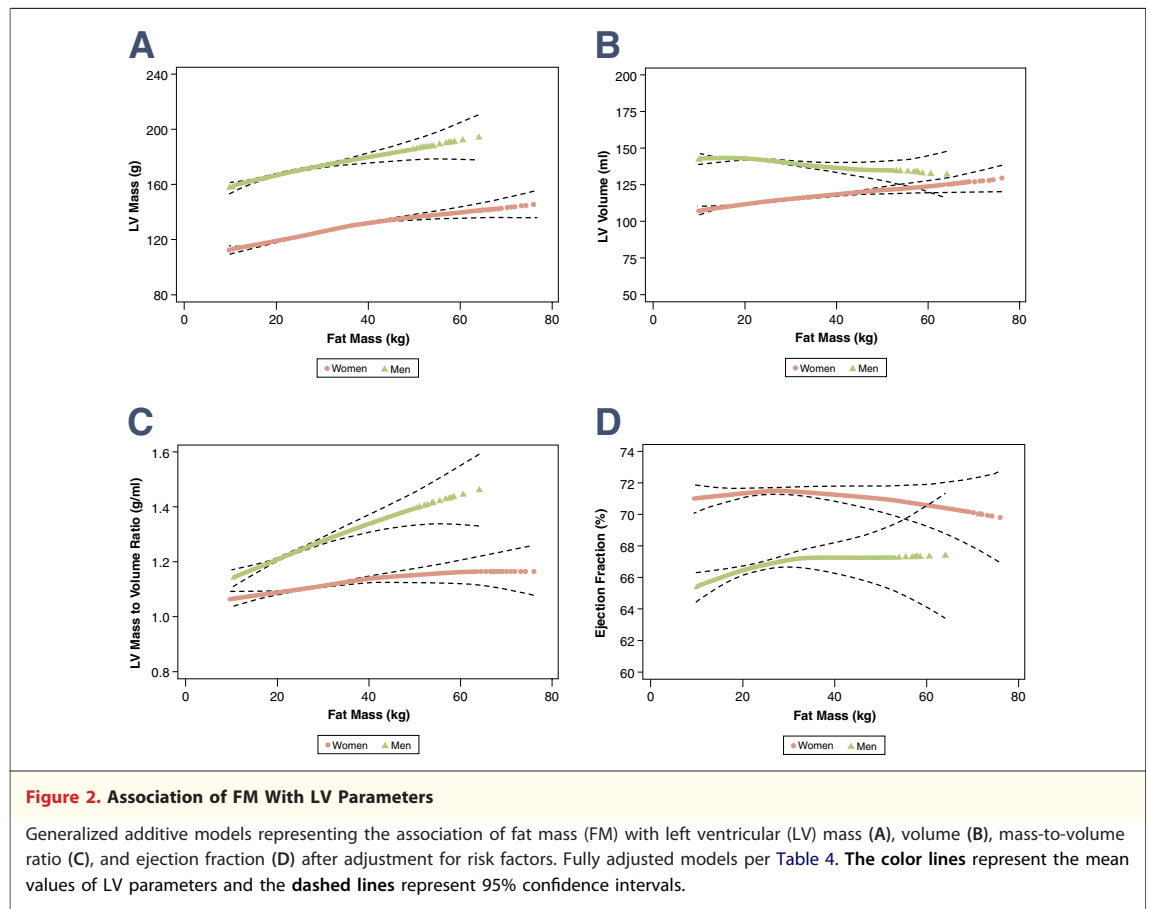 A
LV Mass (g)
240
200
160
120
80
0 20 40 60 80
Fat Mass (kg)
Women Men
B
LV Volume (ml)
200
175
150
125
100
75
50
0 20 40 60 80
Fat Mass (kg)
Women Men
C
LV Mass to Volume Ratio (g/ml)
1.6
1.4
1.2
1.0
0.8
0 20 40 60 80
Fat Mass (kg)
Women Men
D
Ejection Fraction (%)
74
72
70
68
66
64
62
60
0 20 40 60 80
Fat Mass (kg)
Women Men
Figure 2. Association of FM With LV Parameters
Generalized additive models representing the association of fat mass (FM) with left ventricular (LV) mass (A), volume (B), mass-to-volume
ratio (C), and ejection fraction (D) after adjustment for risk factors. Fully adjusted models per Table 4. The color lines represent the mean
values of LV parameters and the dashed lines represent 95% confidence intervals.